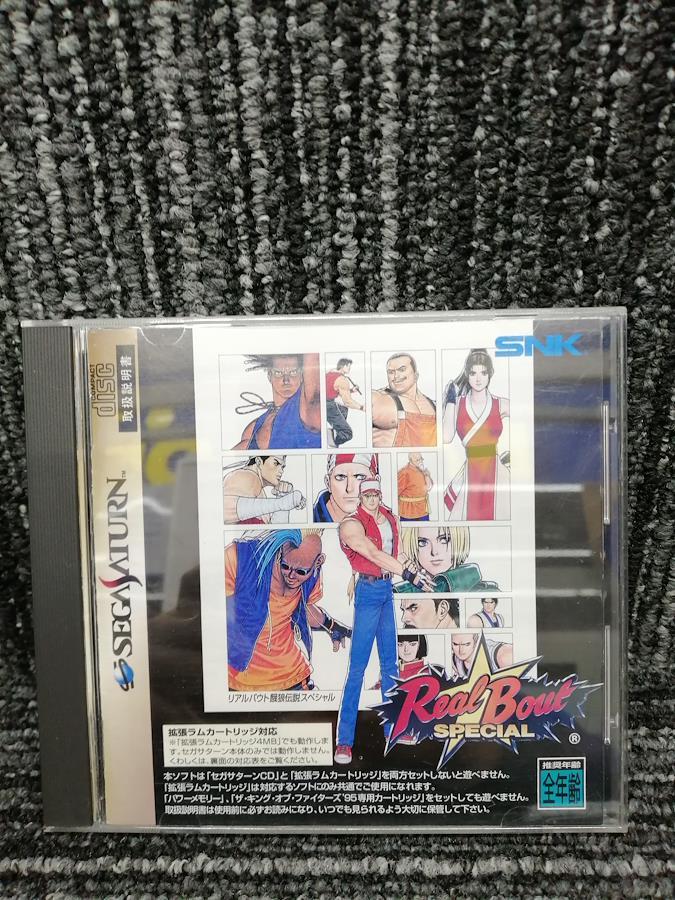 SNK
COMPACT
disc
取扱説明書
SEGA SATURN™
リアルバウト餓狼伝説スペシャル
Real Bout
SPECIAL
®
拡張ラムカートリッジ対応
※「拡張ラムカートリッジ4MB」でも動作しま
す。セガサターン本体のみでは動作しません。
くわしくは、裏面の対応表をご覧ください。
本ソフトは「セガサターンCD」と「拡張ラムカートリッジ」を両方セットしないと遊べません。
「拡張ラムカートリッジ」は対応するソフトにのみ共通でご使用になれます。
「パワーメモリー」、「ザ・キング・オブ・ファイターズ'95専用カートリッジ」をセットしても遊べません。
取扱説明書は使用前に必ずお読みになり、いつでも見られるよう大切に保管して下さい。
推奨年齢
全年齢